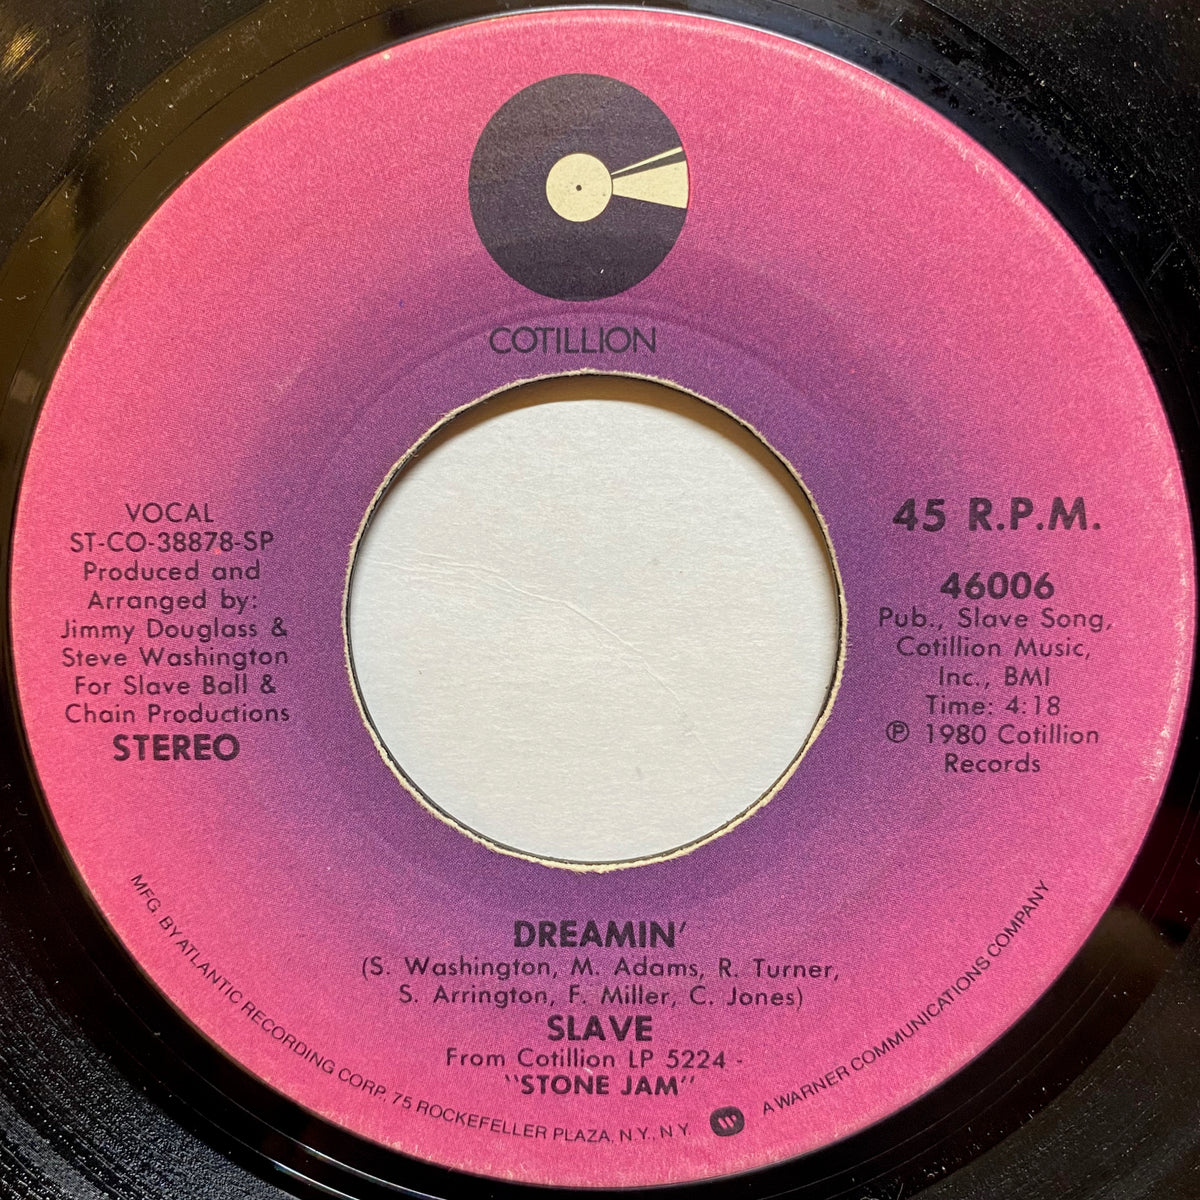 COTILLION
VOCAL
ST-CO-38878-SP
Produced and
Arranged by:
Jimmy Douglass &
Steve Washington
For Slave Ball &
Chain Productions
STEREO
45 R.P.M.
46006
Pub., Slave Song,
Cotillion Music,
Inc., BMI
Time: 4:18
℗ 1980 Cotillion
Records
DREAMIN'
(S. Washington, M. Adams, R. Turner,
S. Arrington, F. Miller, C. Jones)
SLAVE
From Cotillion LP 5224 -
"STONE JAM"
MFG. BY ATLANTIC RECORDING CORP., 75 ROCKEFELLER PLAZA, N.Y., N.Y. A WARNER COMMUNICATIONS COMPANY